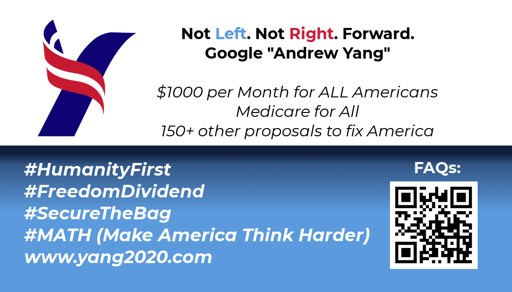 Not Left. Not Right. Forward.
Google "Andrew Yang"
$1000 per Month for ALL Americans
Medicare for All
150+ other proposals to fix America
#HumanityFirst
#FreedomDividend
#SecureTheBag
#MATH (Make America Think Harder)
www.yang2020.com
FAQs: